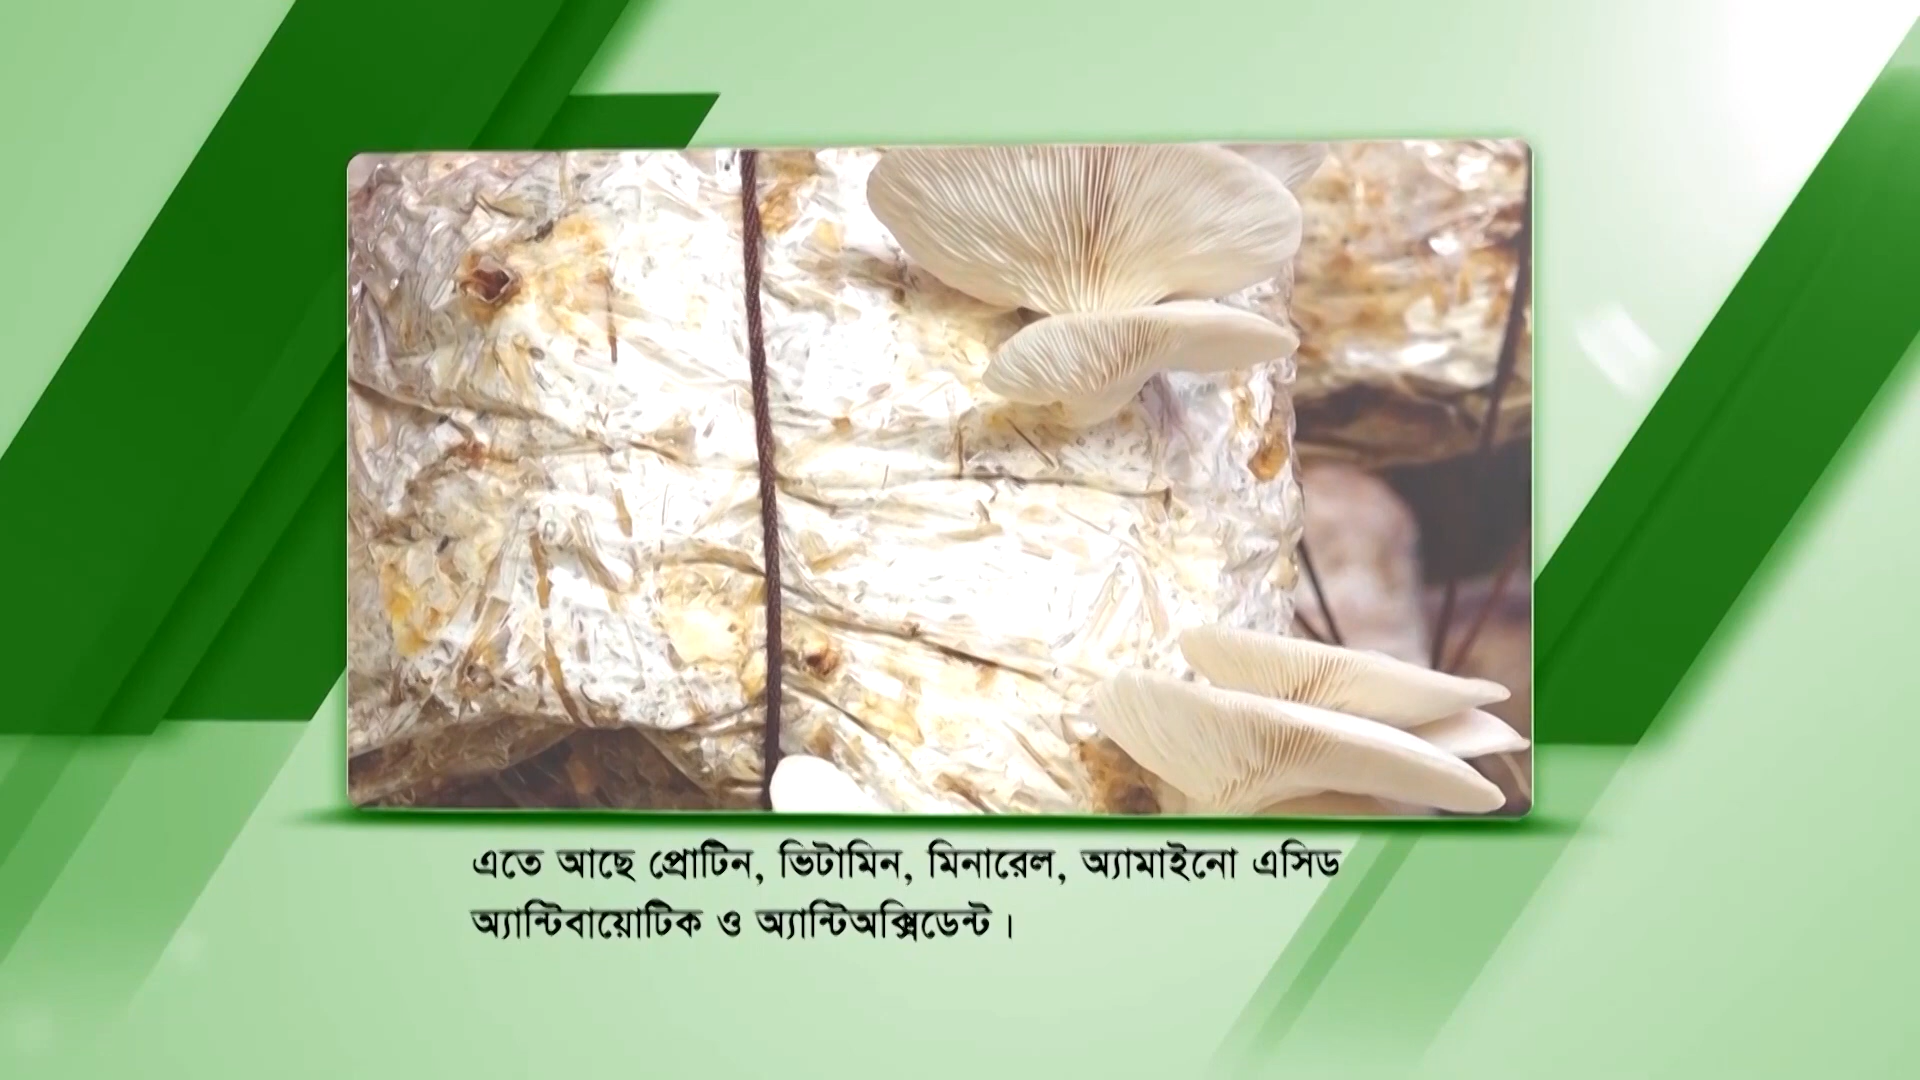 এতে আছে প্রোটিন, ভিটামিন, মিনারেল, অ্যামাইনো এসিড
অ্যান্টিবায়োটিক ও অ্যান্টিঅক্সিডেন্ট।